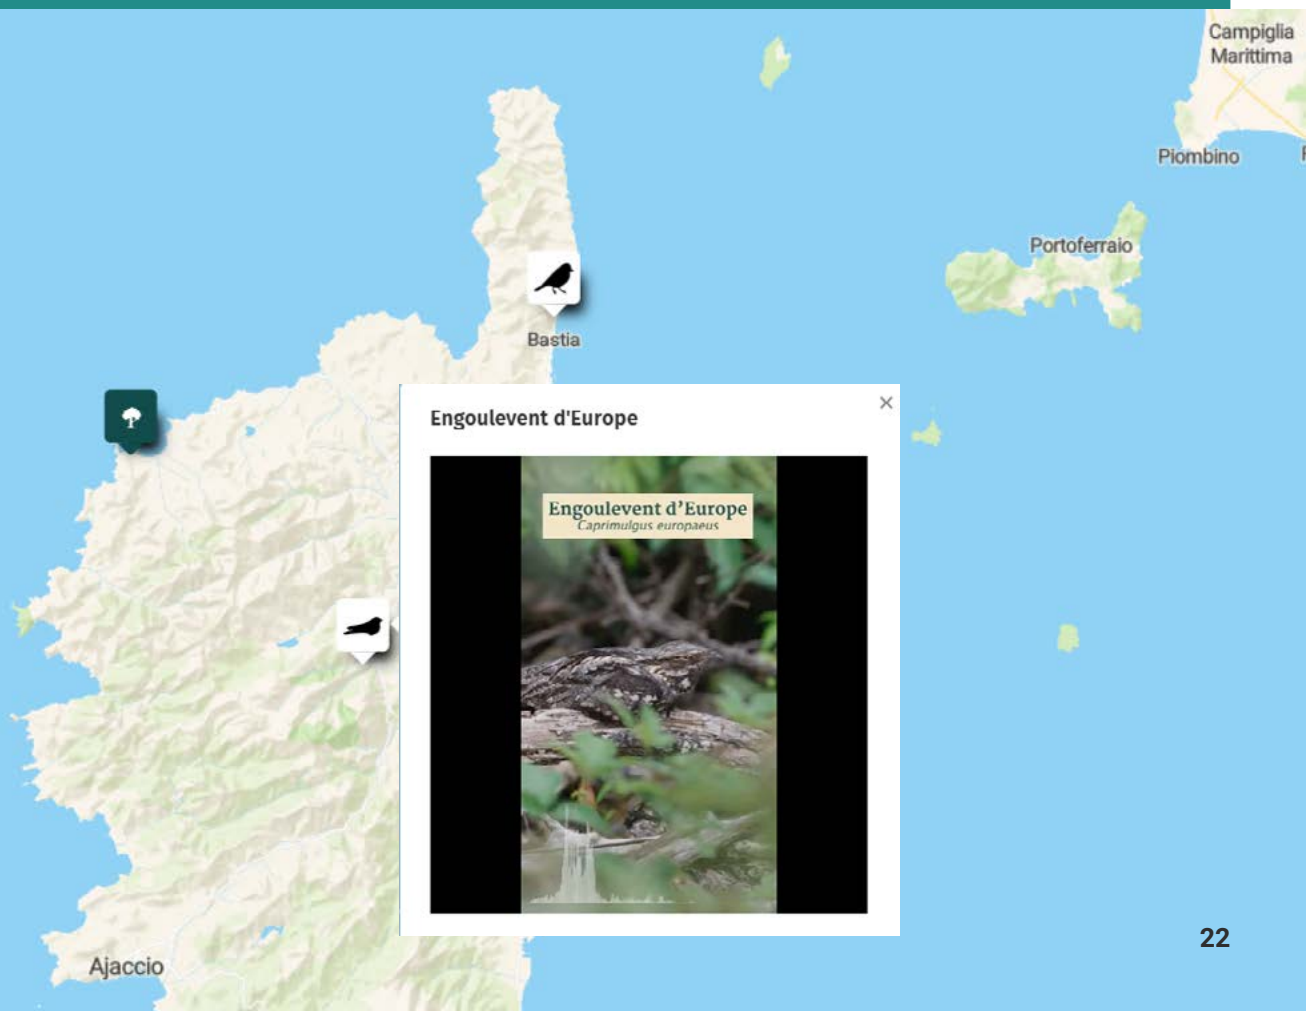 Campiglia
Marittima
Piombino
Portoferraio
Bastia
Engoulevent d'Europe
Engoulevent d’Europe
Caprimulgus europaeus
Ajaccio
22